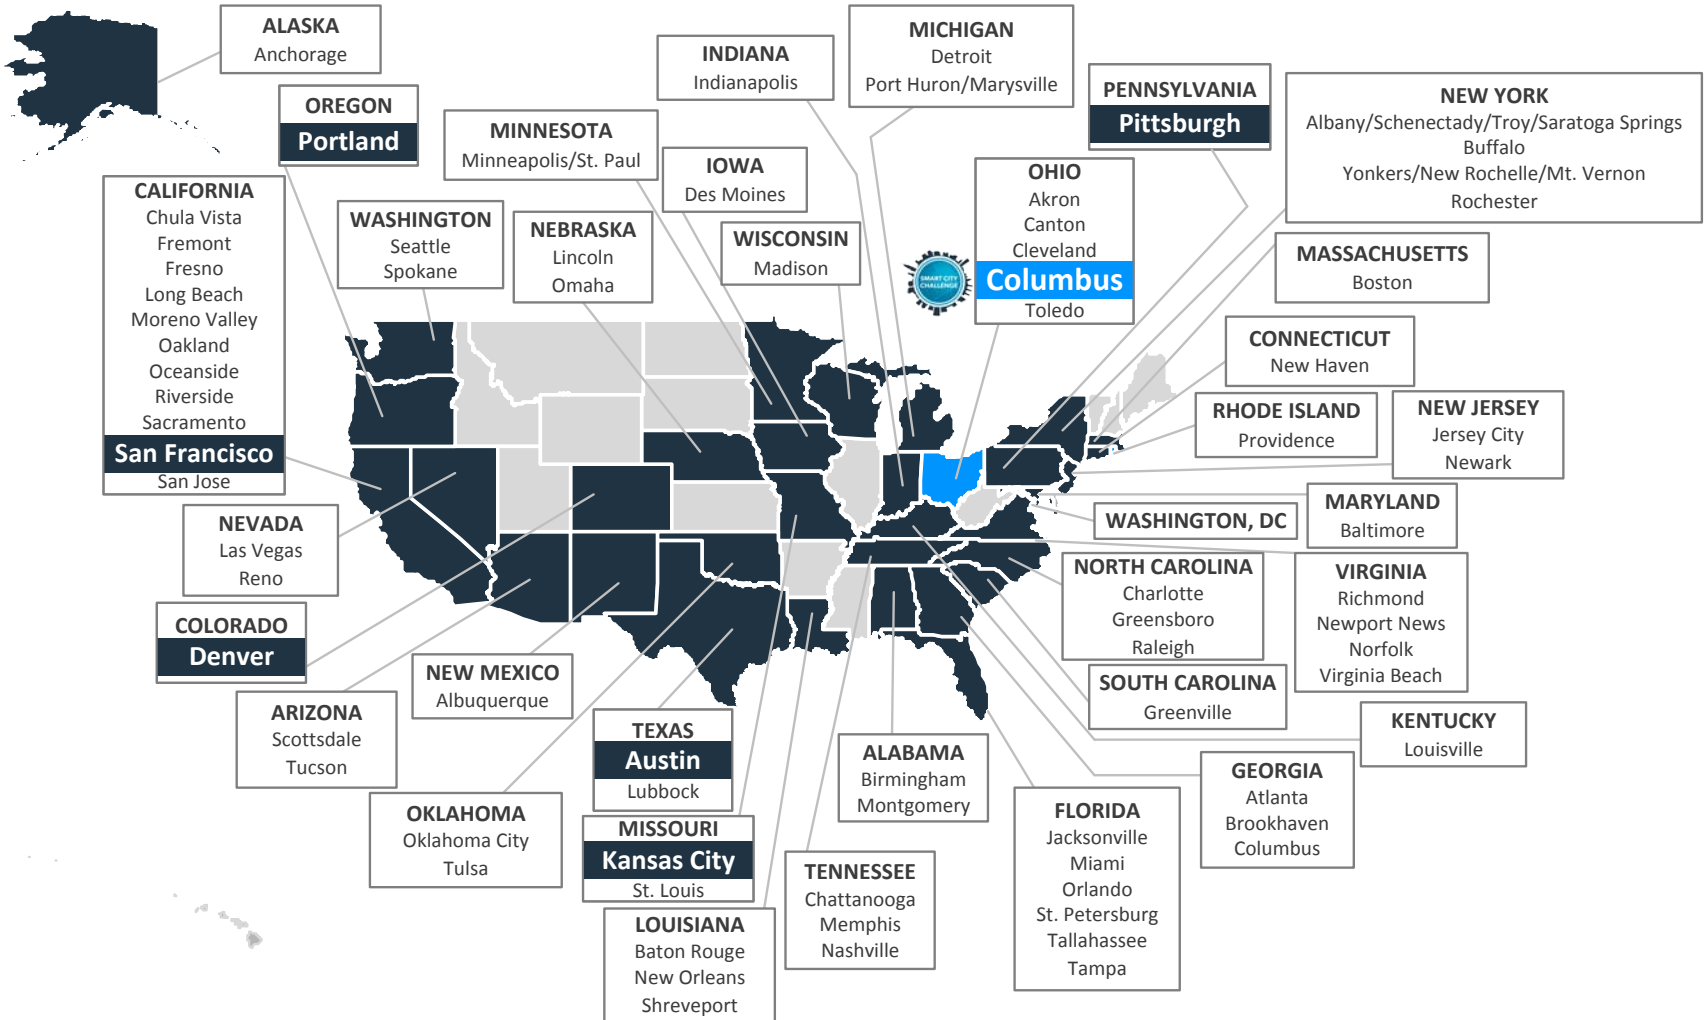 ALASKA
Anchorage
OREGON
Portland
CALIFORNIA
Chula Vista
Fremont
Fresno
Long Beach
Moreno Valley
Oakland
Oceanside
Riverside
Sacramento
San Francisco
San Jose
WASHINGTON
Seattle
Spokane
MINNESOTA
Minneapolis/St. Paul
NEBRASKA
Lincoln
Omaha
INDIANA
Indianapolis
IOWA
Des Moines
WISCONSIN
Madison
MICHIGAN
Detroit
Port Huron/Marysville
SMART CITY
CHALLENGE
OHIO
Akron
Canton
Cleveland
Columbus
Toledo
PENNSYLVANIA
Pittsburgh
NEW YORK
Albany/Schenectady/Troy/Saratoga Springs
Buffalo
Yonkers/New Rochelle/Mt. Vernon
Rochester
MASSACHUSETTS
Boston
CONNECTICUT
New Haven
RHODE ISLAND
Providence
NEW JERSEY
Jersey City
Newark
MARYLAND
Baltimore
WASHINGTON, DC
NEVADA
Las Vegas
Reno
COLORADO
Denver
ARIZONA
Scottsdale
Tucson
NEW MEXICO
Albuquerque
OKLAHOMA
Oklahoma City
Tulsa
TEXAS
Austin
Lubbock
MISSOURI
Kansas City
St. Louis
LOUISIANA
Baton Rouge
New Orleans
Shreveport
TENNESSEE
Chattanooga
Memphis
Nashville
ALABAMA
Birmingham
Montgomery
NORTH CAROLINA
Charlotte
Greensboro
Raleigh
VIRGINIA
Richmond
Newport News
Norfolk
Virginia Beach
SOUTH CAROLINA
Greenville
KENTUCKY
Louisville
GEORGIA
Atlanta
Brookhaven
Columbus
FLORIDA
Jacksonville
Miami
Orlando
St. Petersburg
Tallahassee
Tampa